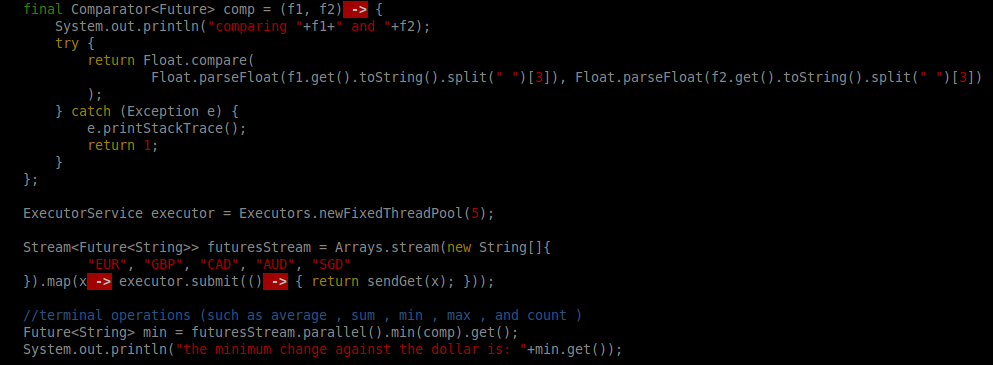 final Comparator<Future> comp = (f1, f2) -> {
    System.out.println("comparing "+f1+" and "+f2);
    try {
        return Float.compare(
                Float.parseFloat(f1.get().toString().split(" ")[3]), Float.parseFloat(f2.get().toString().split(" ")[3])
        );
    } catch (Exception e) {
        e.printStackTrace();
        return 1;
    }
};

ExecutorService executor = Executors.newFixedThreadPool(5);

Stream<Future<String>> futuresStream = Arrays.stream(new String[]{
        "EUR", "GBP", "CAD", "AUD", "SGD"
}).map(x -> executor.submit(() -> { return sendGet(x); }));

//terminal operations (such as average , sum , min , max , and count )
Future<String> min = futuresStream.parallel().min(comp).get();
System.out.println("the minimum change against the dollar is: "+min.get());